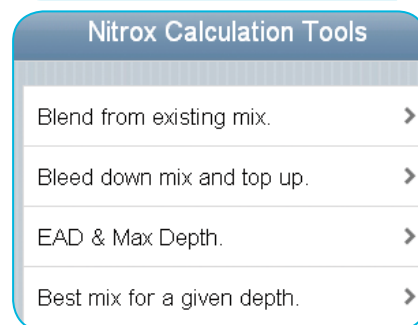 Nitrox Calculation Tools
Blend from existing mix.
Bleed down mix and top up.
EAD & Max Depth.
Best mix for a given depth.